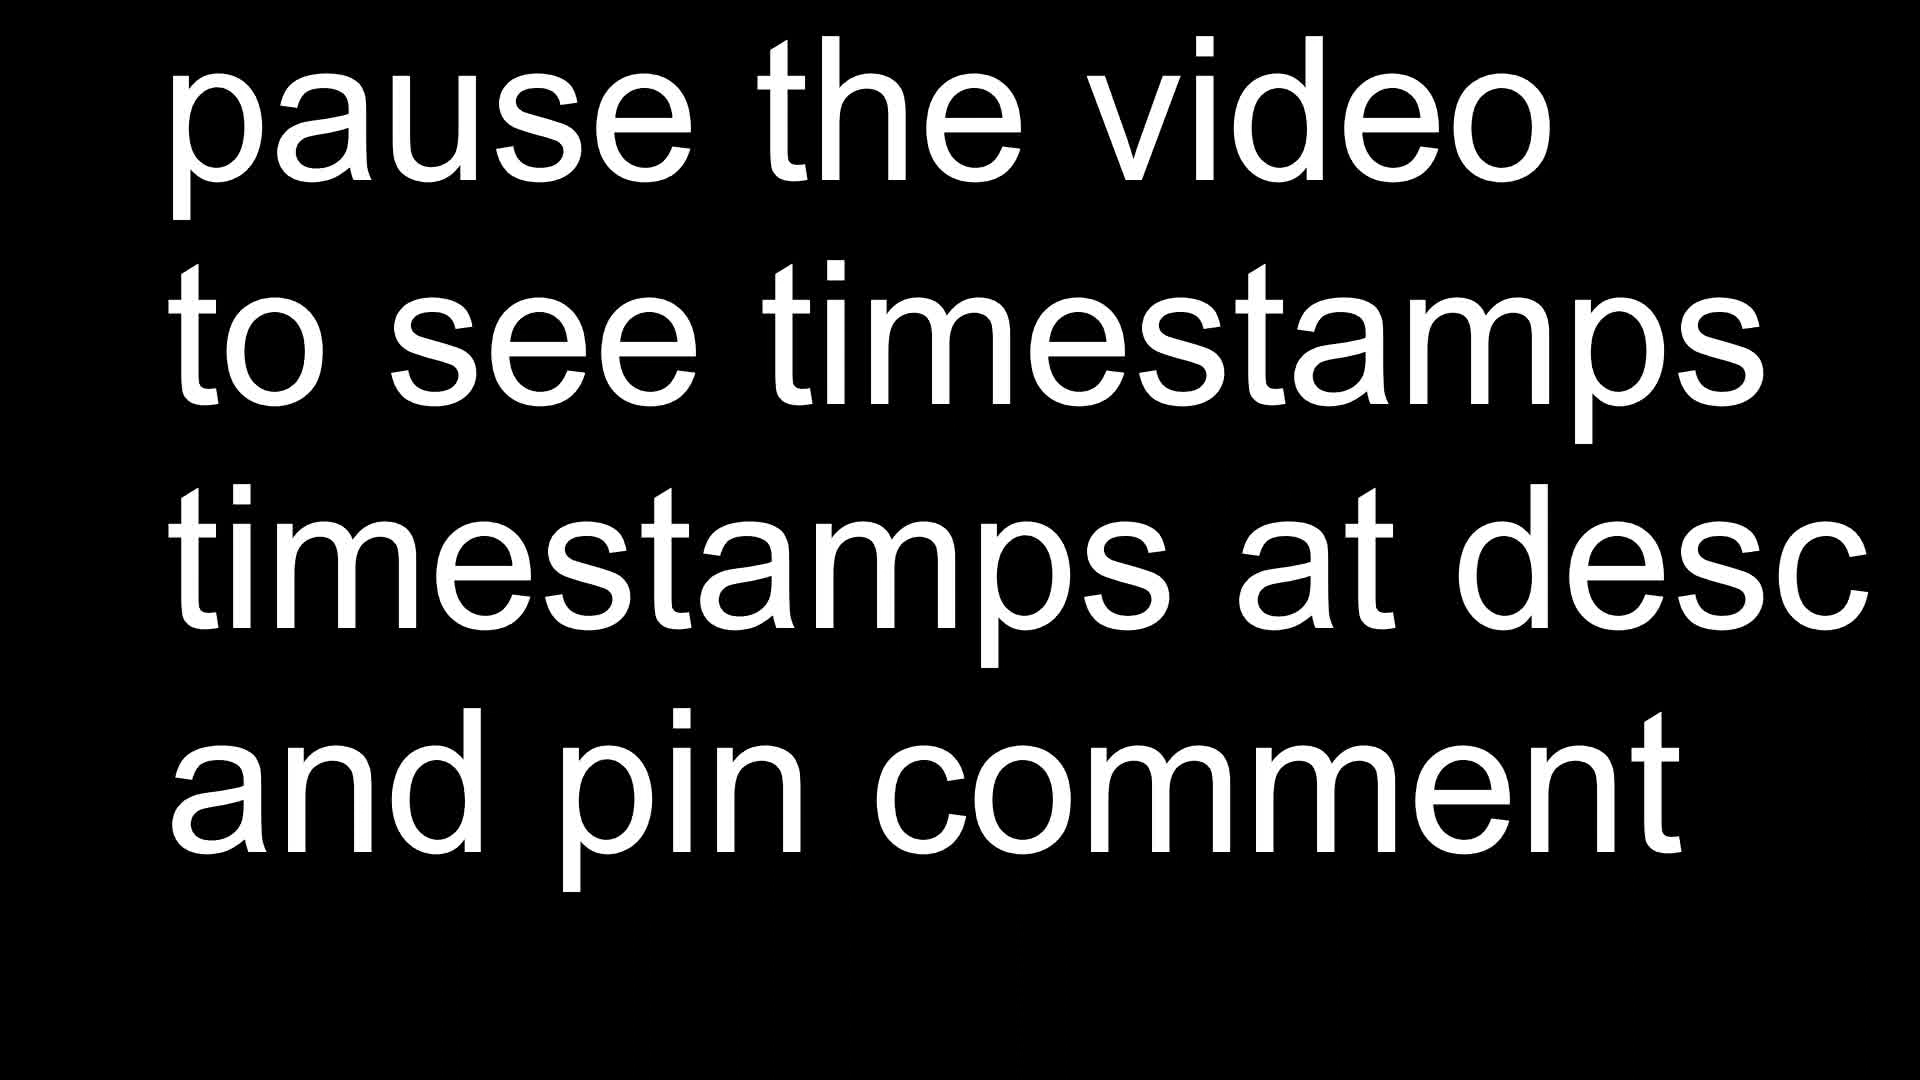 pause the video
to see timestamps
timestamps at desc
and pin comment